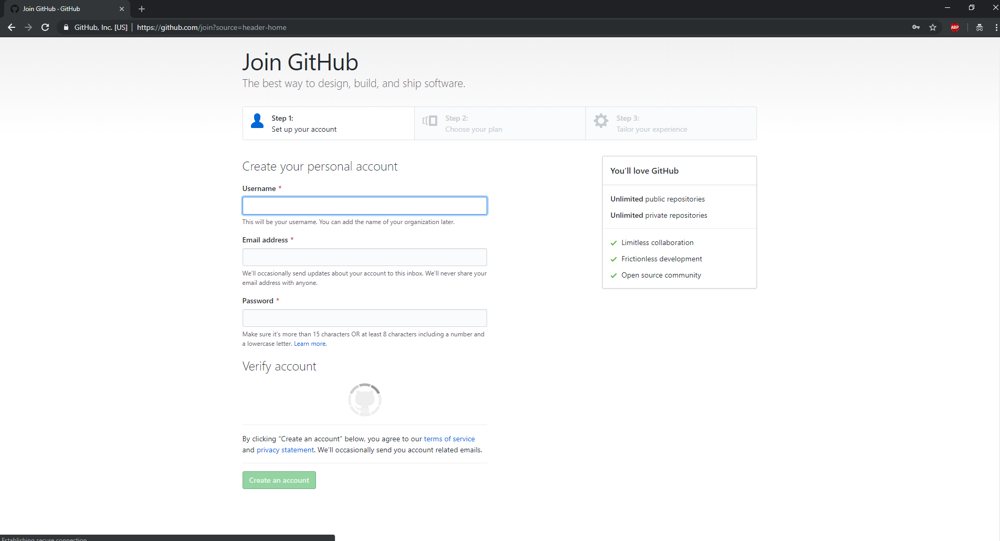 Join GitHub · GitHub
GitHub, Inc. [US] | https://github.com/join?source=header-home
ABP
Join GitHub
The best way to design, build, and ship software.
Step 1:
Set up your account
Step 2:
Choose your plan
Step 3:
Tailor your experience
Create your personal account
Username *
This will be your username. You can add the name of your organization later.
Email address *
We’ll occasionally send updates about your account to this inbox. We’ll never share your
email address with anyone.
Password *
Make sure it's more than 15 characters OR at least 8 characters including a number and
a lowercase letter. Learn more.
Verify account
By clicking “Create an account” below, you agree to our terms of service
and privacy statement. We’ll occasionally send you account related emails.
Create an account
You’ll love GitHub
Unlimited public repositories
Unlimited private repositories
Limitless collaboration
Frictionless development
Open source community
Establishing secure connection